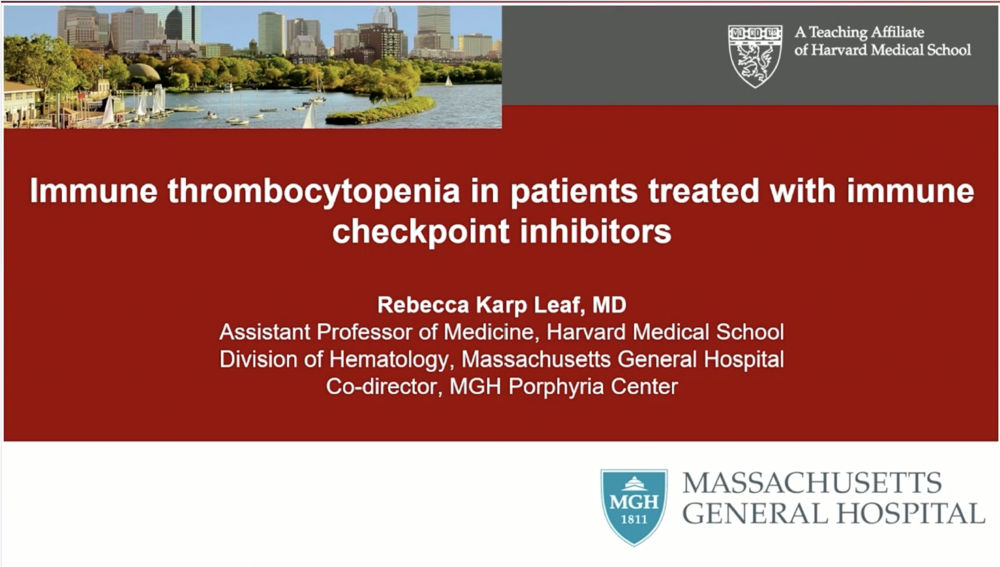 VE RI TAS
A Teaching Affiliate
of Harvard Medical School
Immune thrombocytopenia in patients treated with immune
checkpoint inhibitors
Rebecca Karp Leaf, MD
Assistant Professor of Medicine, Harvard Medical School
Division of Hematology, Massachusetts General Hospital
Co-director, MGH Porphyria Center
MGH
1811
MASSACHUSETTS
GENERAL HOSPITAL